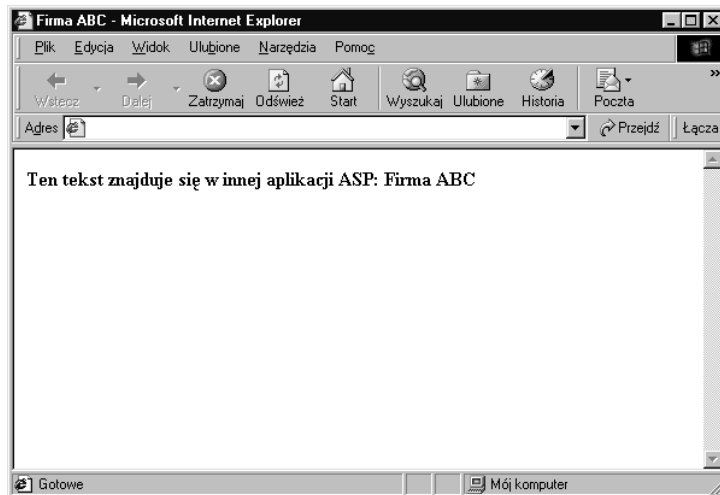 Firma ABC - Microsoft Internet Explorer
Plik Edycja Widok Ulubione Narzędzia Pomoc
Wstecz Dalej Zatrzymaj Odśwież Start Wyszukaj Ulubione Historia Poczta »
Adres Przejdź Łącza
Ten tekst znajduje się w innej aplikacji ASP: Firma ABC
Gotowe Mój komputer